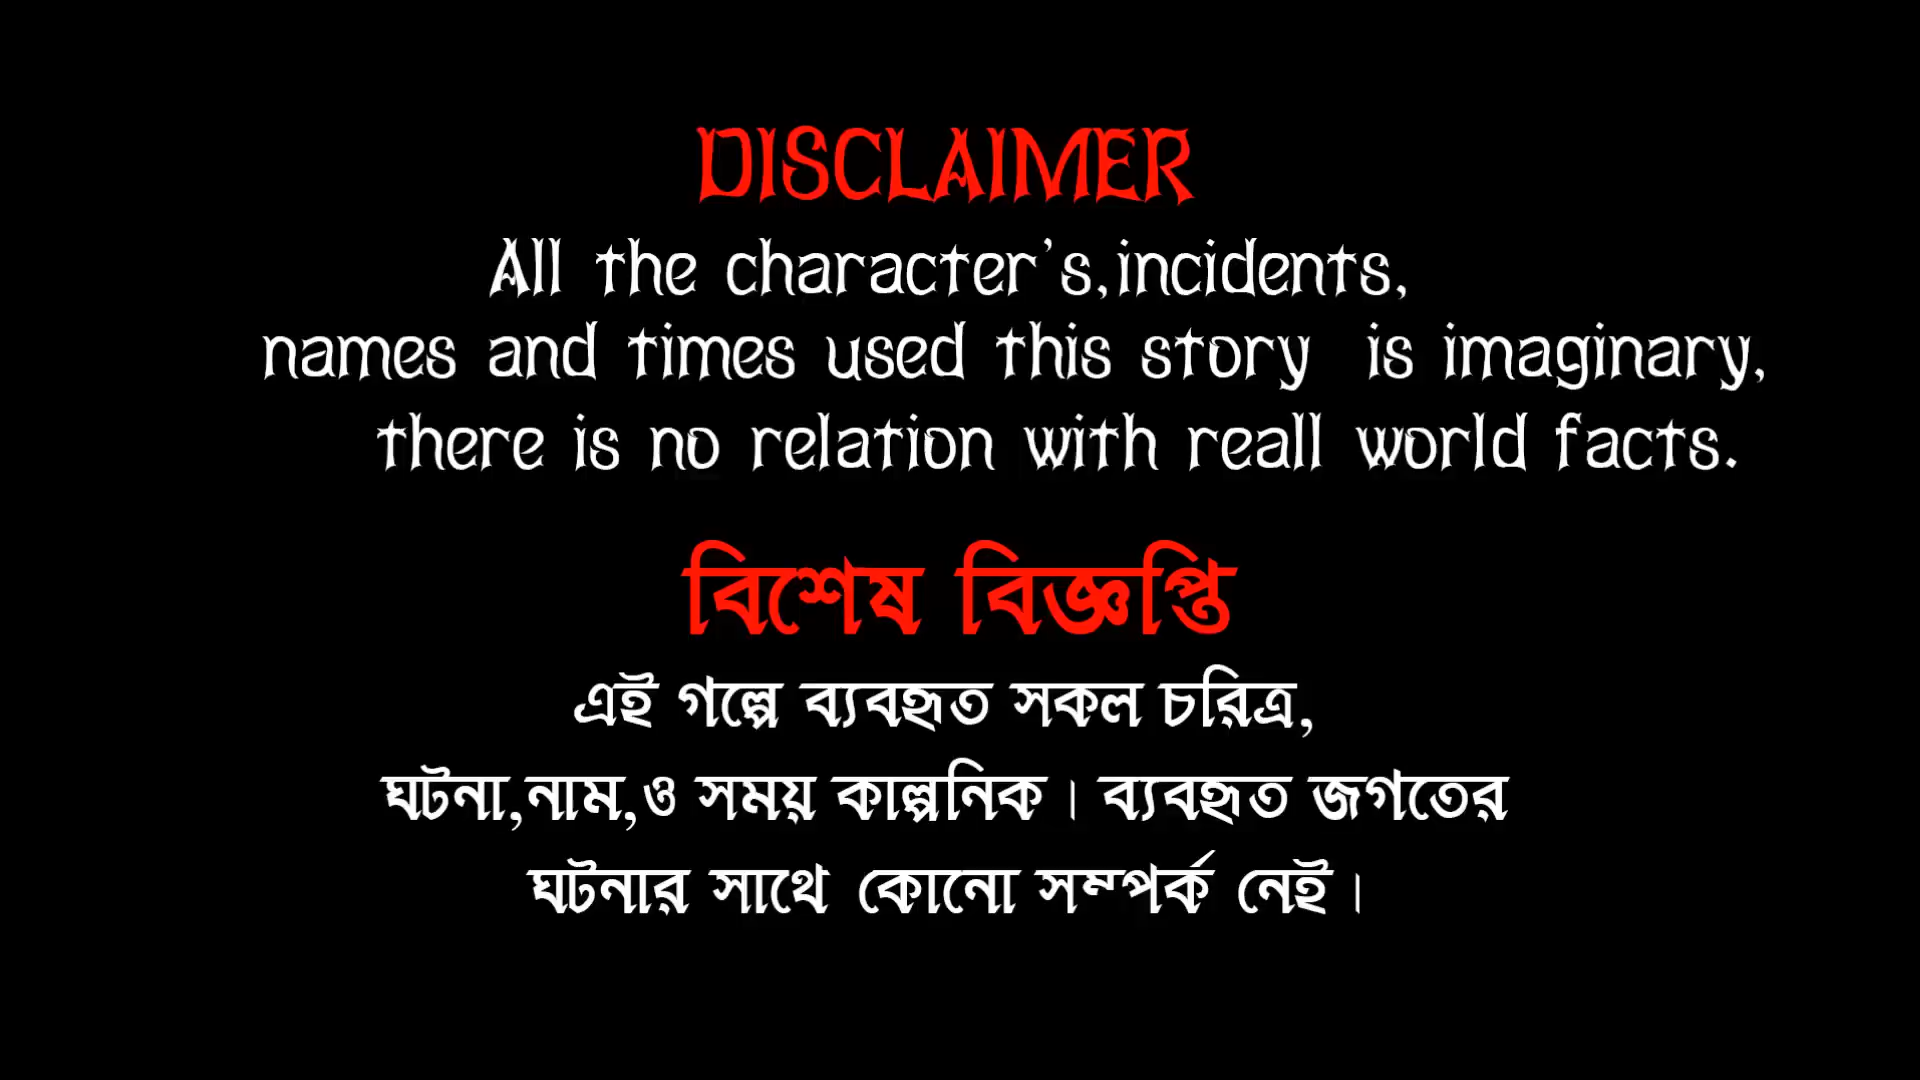 DISCLAIMER
All the character's,incidents,
names and times used this story is imaginary,
there is no relation with reall world facts.
বিশেষ বিজ্ঞপ্তি
এই গল্পে ব্যবহৃত সকল চরিত্র,
ঘটনা,নাম,ও সময় কাল্পনিক। ব্যবহৃত জগতের
ঘটনার সাথে কোনো সম্পর্ক নেই।